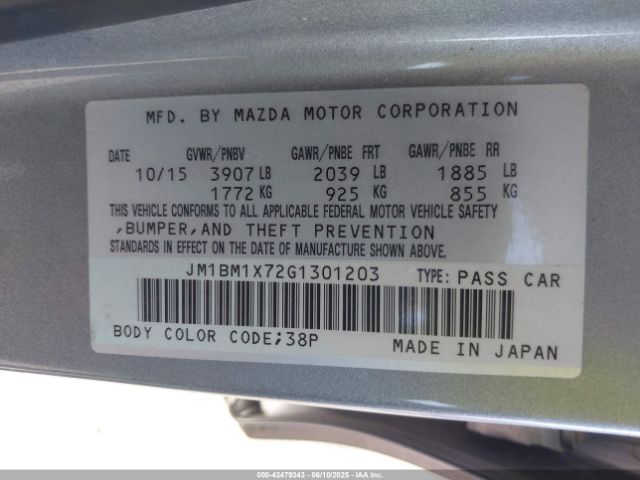 MFD. BY MAZDA MOTOR CORPORATION
DATE GVWR/PNBV GAWR/PNBE FRT GAWR/PNBE RR
10/15 3907 LB 2039 LB 1885 LB
1772 KG 925 KG 855 KG
THIS VEHICLE CONFORMS TO ALL APPLICABLE FEDERAL MOTOR VEHICLE SAFETY
,BUMPER,AND THEFT PREVENTION
STANDARDS IN EFFECT ON THE DATE OF MANUFACTURE SHOWN ABOVE.
JM1BM1X72G1301203 TYPE: PASS CAR
BODY COLOR CODE;38P MADE IN JAPAN
00-42479343 - 06/10/2025 - IAA Inc.